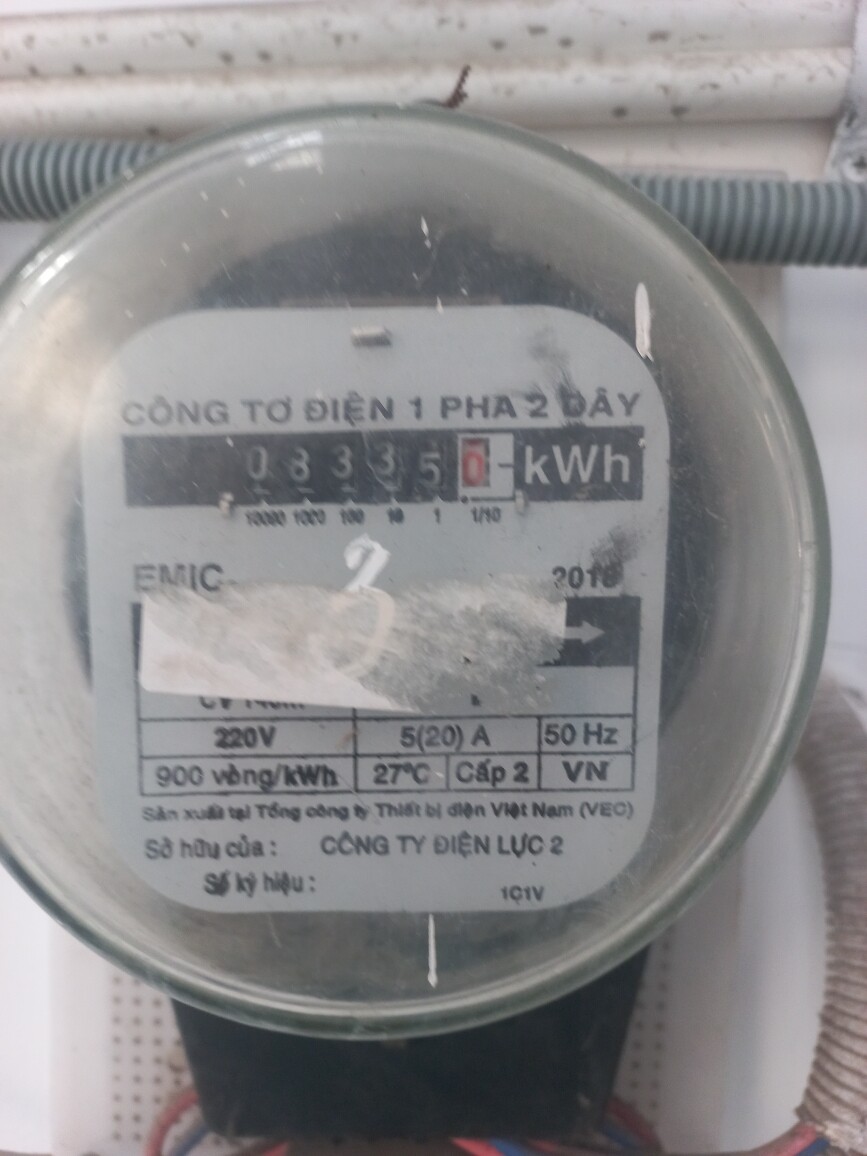 CÔNG TƠ ĐIỆN 1 PHA 2 DÂY
083350 kWh
10000 1000 100 10 1 1/10
EMIC
3
220V 5(20) A 50 Hz
900 vòng/kWh 27°C Cấp 2 VN
Sản xuất tại Tổng công ty Thiết bị điện Việt Nam (VEC)
Sở hữu của : CÔNG TY ĐIỆN LỰC 2
Số ký hiệu :
1C1V